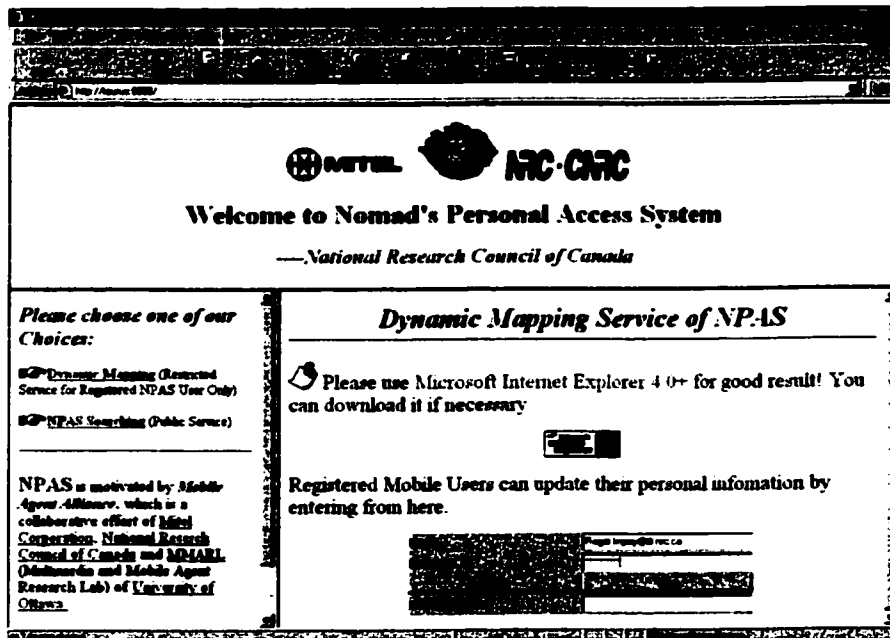 MITEL NRC·CNRC
Welcome to Nomad's Personal Access System
—National Research Council of Canada
Please choose one of our
Choices:
Dynamic Mapping (Restricted
Service for Registered NPAS User Only)
NPAS Something (Public Service)
NPAS is motivated by Mobile
Agent Alliance, which is a
collaborative effort of Mitel
Corporation, National Research
Council of Canada and MMARL
(Multimedia and Mobile Agent
Research Lab) of University of
Ottawa
Dynamic Mapping Service of NPAS
Please use Microsoft Internet Explorer 4.0+ for good result! You
can download it if necessary
Registered Mobile Users can update their personal infomation by
entering from here.